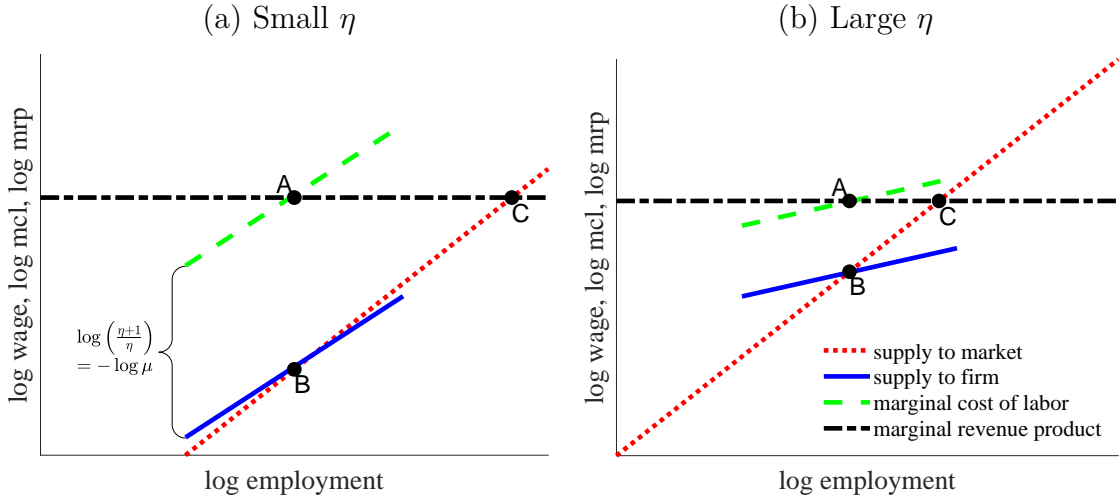 (a) Small η
(b) Large η
log wage, log mcl, log mrp
A
C
B
log (η+1/η)
= − log μ
log employment
log wage, log mcl, log mrp
A
C
B
supply to market
supply to firm
marginal cost of labor
marginal revenue product
log employment